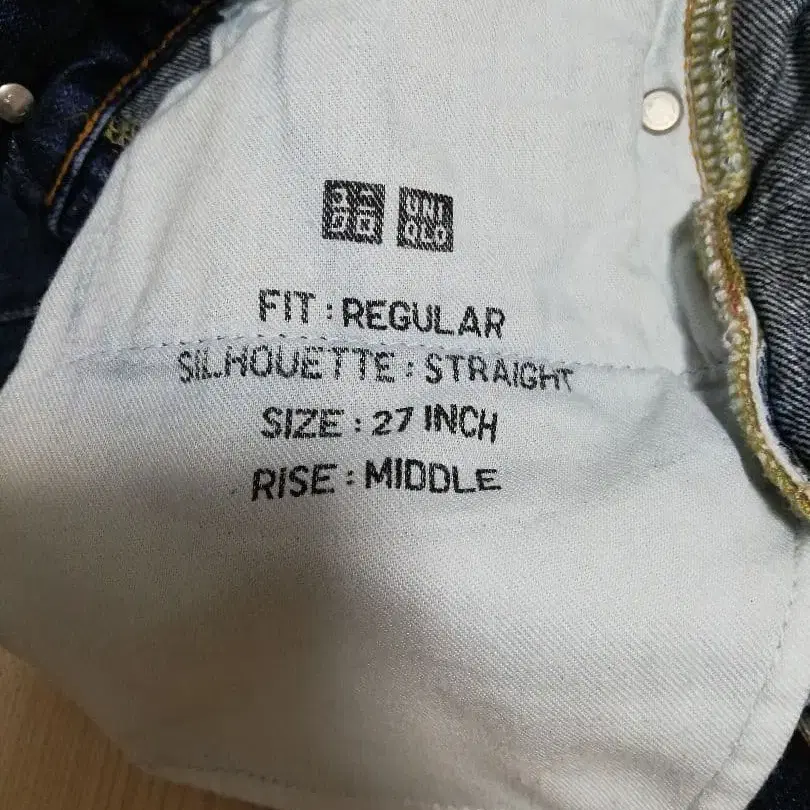 ユニクロ UNIQLO
FIT : REGULAR
SILHOUETTE : STRAIGHT
SIZE : 27 INCH
RISE : MIDDLE